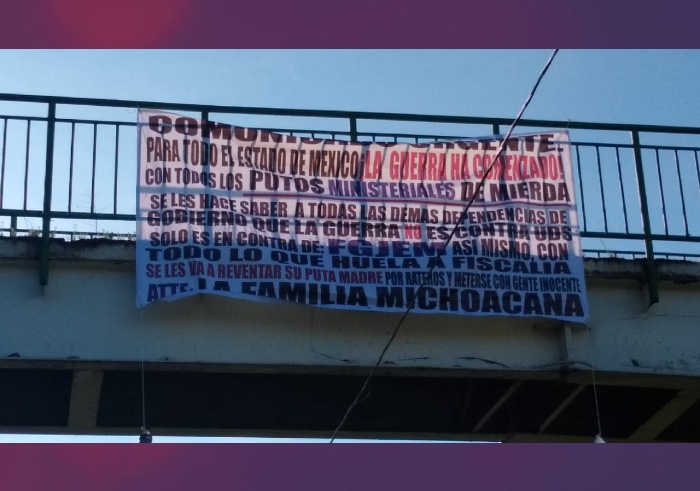 COMUNICADO URGENTE.
PARA TODO EL ESTADO DE MEXICO ¡LA GUERRA HA COMENZADO!
CON TODOS LOS PUTOS MINISTERIALES DE MIERDA
SE LES HACE SABER A TODAS LAS DEMAS DEPENDENCIAS DE
GOBIERNO QUE LA GUERRA NO ES CONTRA UDS
SOLO ES EN CONTRA DE: FGJEM ASI MISMO, CON
TODO LO QUE HUELA A FISCALIA
SE LES VA A REVENTAR SU PUTA MADRE POR RATEROS Y METERSE CON GENTE INOCENTE
ATTE. LA FAMILIA MICHOACANA